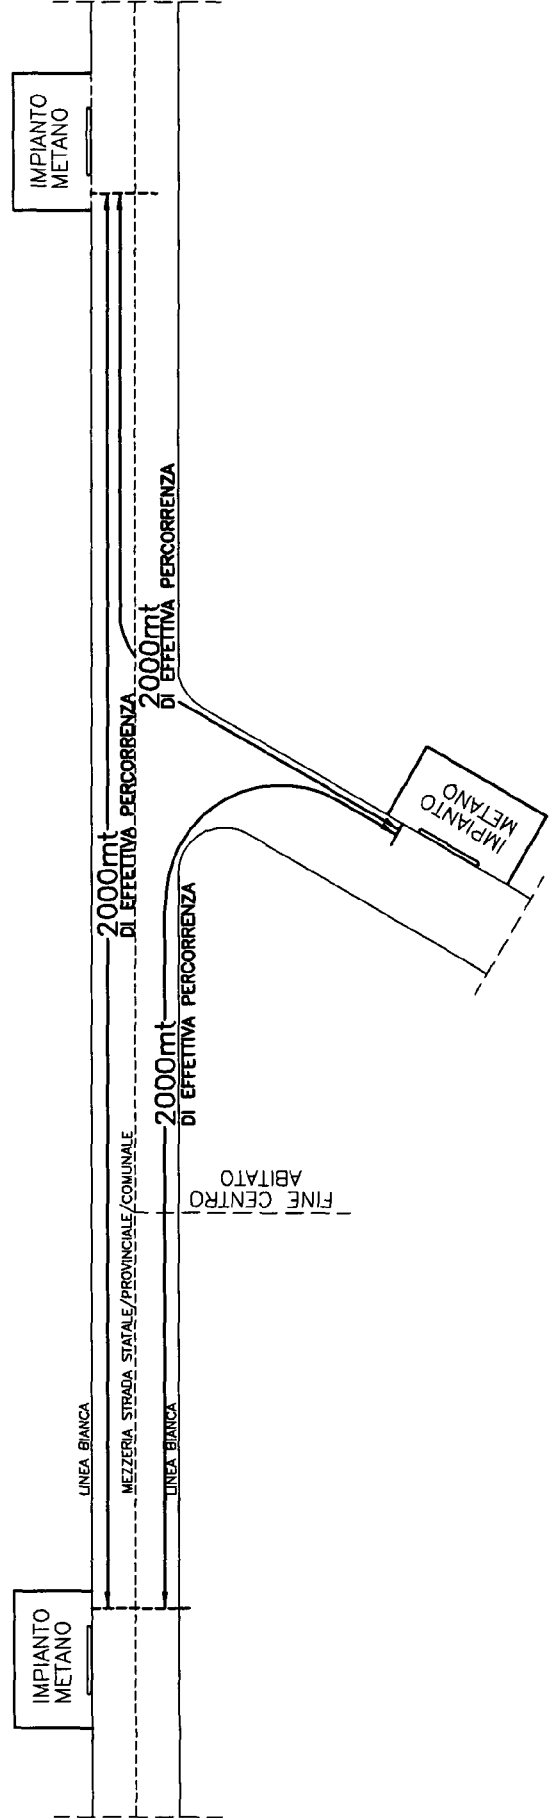 IMPIANTO
METANO
LINEA BIANCA
MEZZERIA STRADA STATALE/PROVINCIALE/COMUNALE
LINEA BIANCA
FINE CENTRO
ABITATO
2000mt
DI EFFETTIVA PERCORRENZA
2000mt
DI EFFETTIVA PERCORRENZA
2000mt
DI EFFETTIVA PERCORRENZA
IMPIANTO
METANO
IMPIANTO
METANO